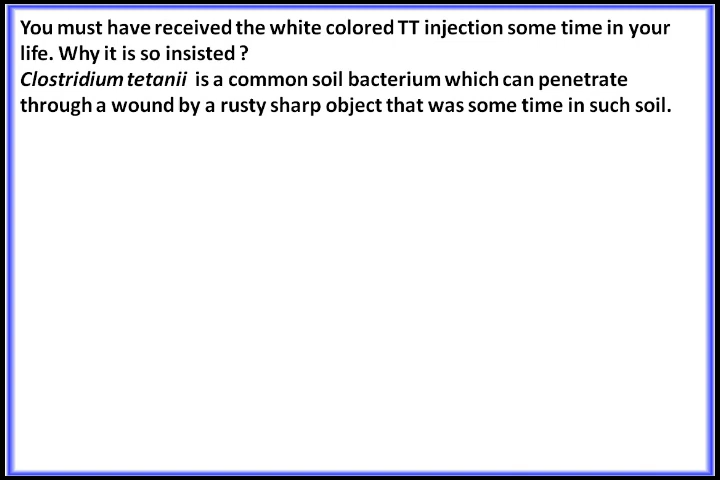 You must have received the white colored TT injection some time in your
life. Why it is so insisted ?
Clostridium tetanii is a common soil bacterium which can penetrate
through a wound by a rusty sharp object that was some time in such soil.